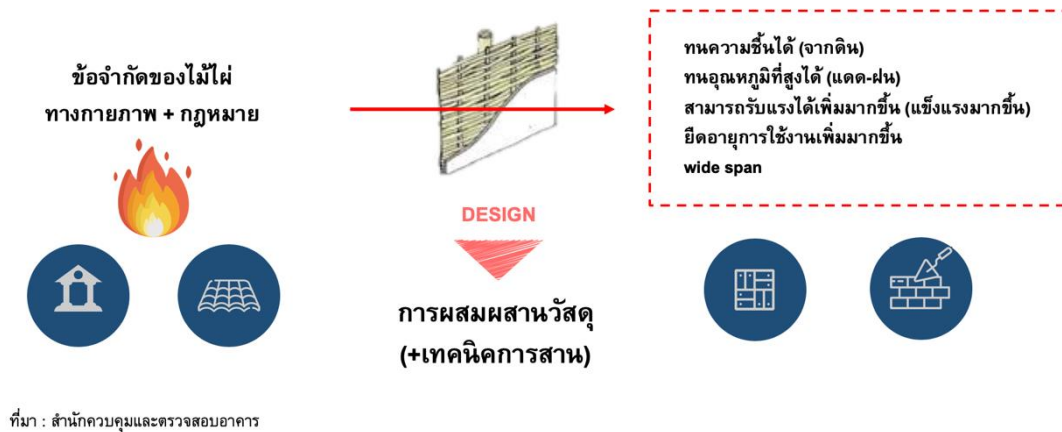 ข้อจำกัดของไม้ไผ่
ทางกายภาพ + กฎหมาย
DESIGN
การผสมผสานวัสดุ
(+เทคนิคการสาน)
ทนความชื้นได้ (จากดิน)
ทนอุณหภูมิที่สูงได้ (แดด-ฝน)
สามารถรับแรงได้เพิ่มมากขึ้น (แข็งแรงมากขึ้น)
ยืดอายุการใช้งานเพิ่มมากขึ้น
wide span
ที่มา : สำนักควบคุมและตรวจสอบอาคาร